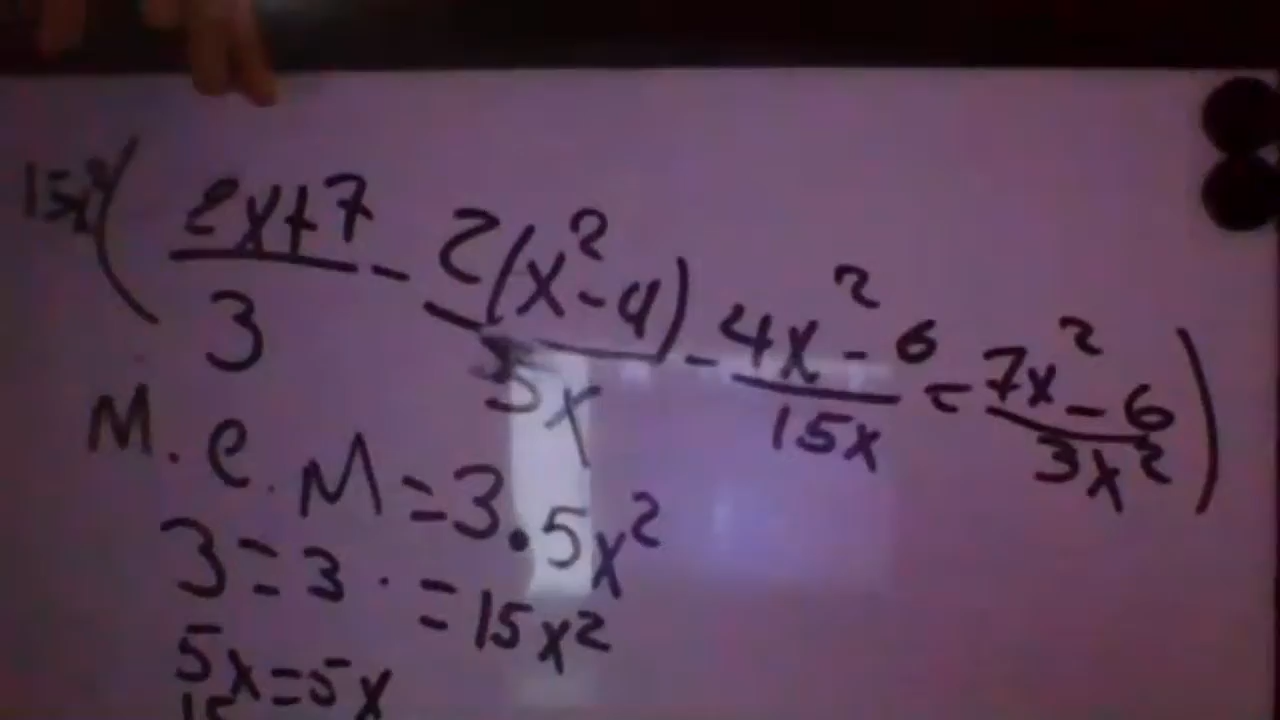 15x²( 2x+7/3 - 2(x²-4)/5x - 4x²-6/15x = 7x²-6/3x² )
M.C.M = 3.5x²
3 = 3. = 15x²
5x = 5x
15